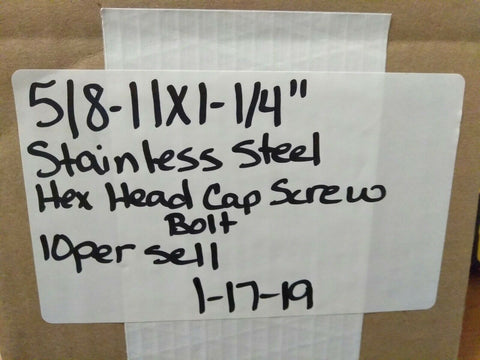 5/8-11X1-1/4"
Stainless Steel
Hex Head Cap Screw
Bolt
10per sell
1-17-19